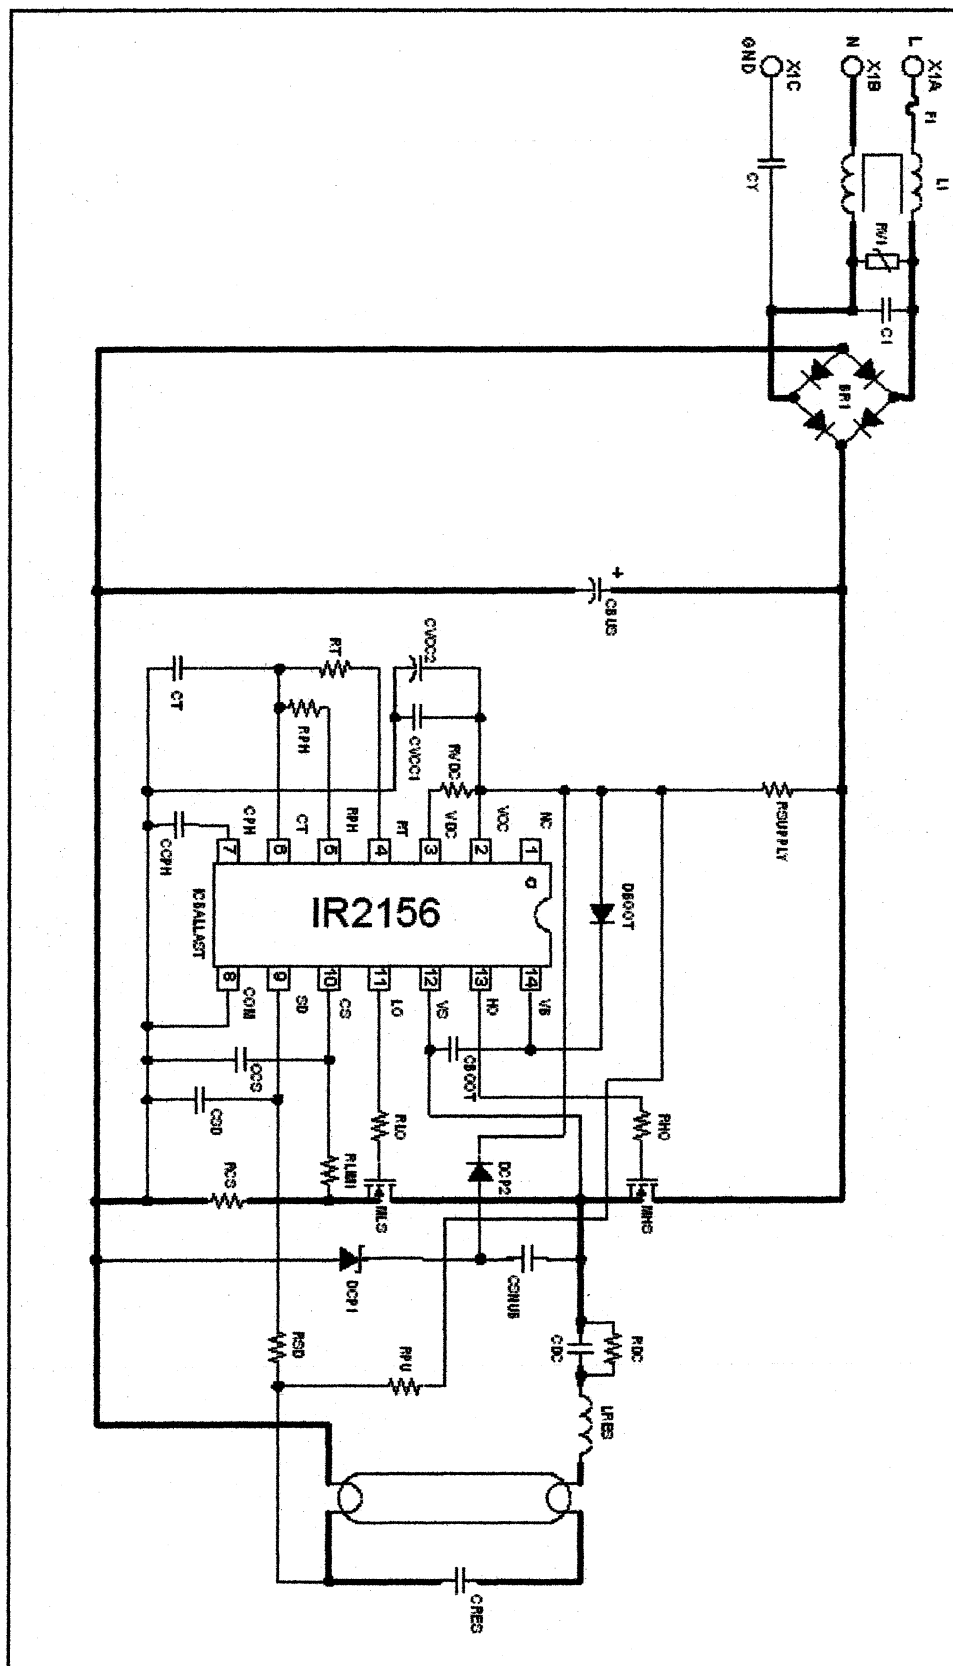 L
X1A
F1
L1
N
X1B
GND
X1C
CY
RV1
C1
BR1
CBUS
+
RSUPPLY
CVCC2
CVCC1
RT
RPH
CT
RVDC
CCPH
DBOOT
NC
VCC
VDC
RT
RPH
CT
CPH
1
2
3
4
5
6
7
IR2156
ICBALLAST
14
13
12
11
10
9
8
VB
HO
VS
LO
CS
SD
COM
CBOOT
CCS
CSD
RLO
RHO
RLIM1
RCS
MLS
MHS
DCP2
DCP1
CSNUB
RSD
RPU
RDC
CDC
LRES
CRES